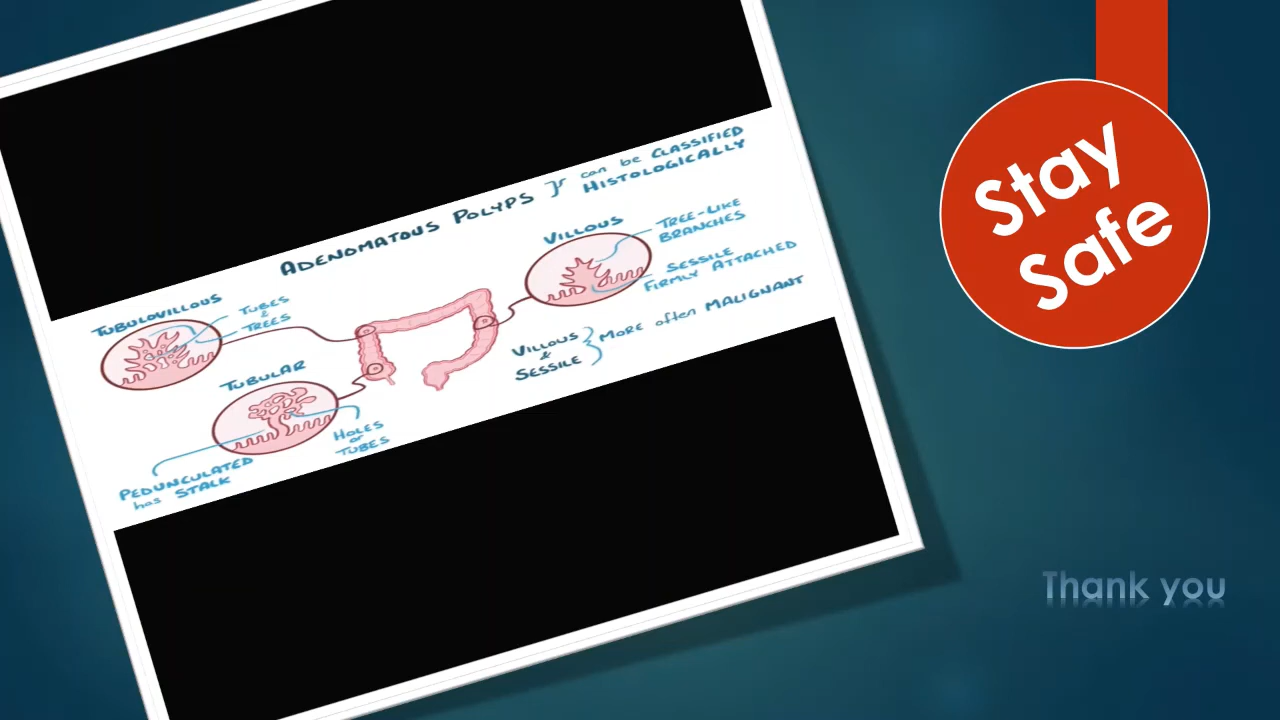 ADENOMATOUS POLYPS } can be CLASSIFIED
HISTOLOGICALLY
TUBULOVILLOUS
TUBES
&
TREES
TUBULAR
HOLES
or
TUBES
PEDUNCULATED
has STALK
VILLOUS
TREE-LIKE
BRANCHES
SESSILE
FIRMLY ATTACHED
VILLOUS
&
SESSILE
} MORE often MALIGNANT
Stay
Safe
Thank you